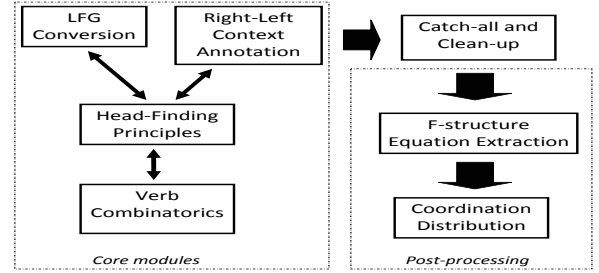 LFG
Conversion
Right-Left
Context
Annotation
Catch-all and
Clean-up
Head-Finding
Principles
F-structure
Equation Extraction
Verb
Combinatorics
Coordination
Distribution
Core modules
Post-processing